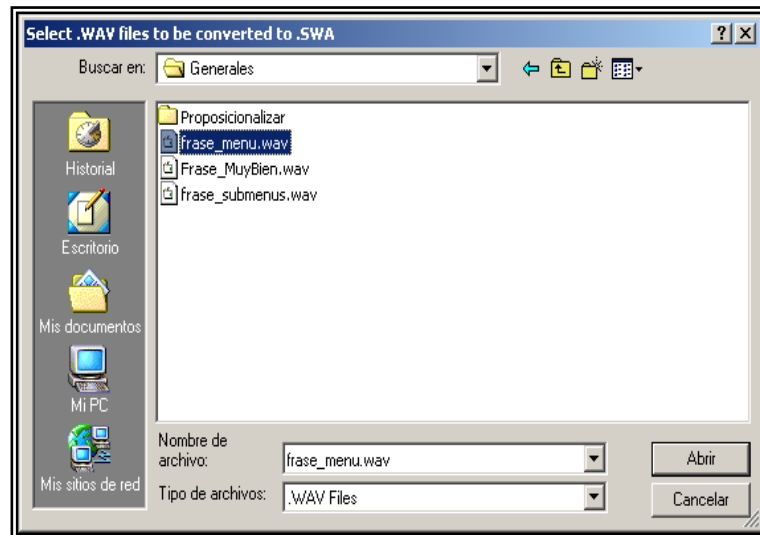 Select .WAV files to be converted to .SWA
Buscar en: Generales
Proposicionalizar
frase_menu.wav
Frase_MuyBien.wav
frase_submenus.wav
Historial
Escritorio
Mis documentos
Mi PC
Mis sitios de red
Nombre de
archivo: frase_menu.wav Abrir
Tipo de archivos: .WAV Files Cancelar